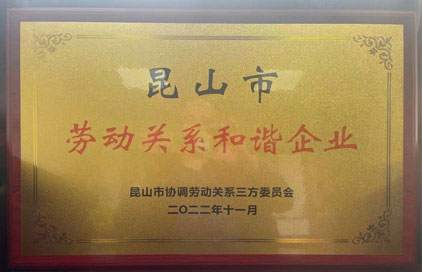 昆山市
劳动关系和谐企业
昆山市协调劳动关系三方委员会
二〇二二年十一月